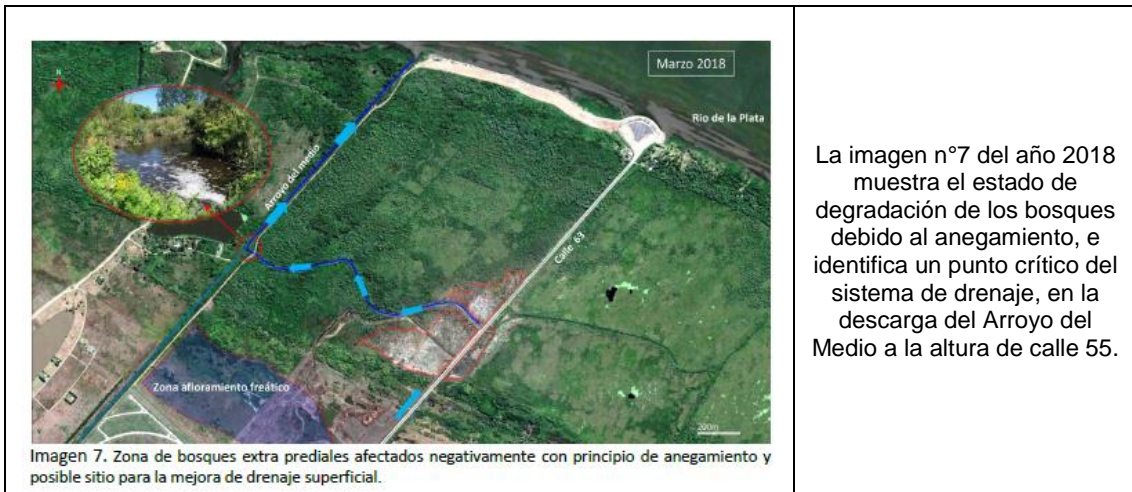 Marzo 2018
N
Rio de la Plata
Arroyo del medio
Calle 63
Zona afloramiento freático
200m
Imagen 7. Zona de bosques extra prediales afectados negativamente con principio de anegamiento y
posible sitio para la mejora de drenaje superficial.
La imagen n°7 del año 2018
muestra el estado de
degradación de los bosques
debido al anegamiento, e
identifica un punto crítico del
sistema de drenaje, en la
descarga del Arroyo del
Medio a la altura de calle 55.